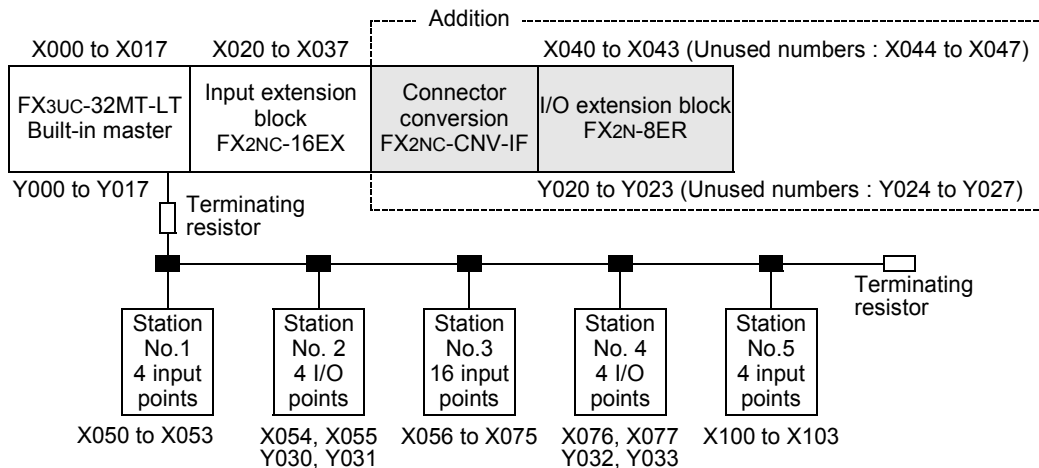 Addition
X000 to X017
X020 to X037
X040 to X043 (Unused numbers : X044 to X047)
FX3UC-32MT-LT
Built-in master
Input extension
block
FX2NC-16EX
Connector
conversion
FX2NC-CNV-IF
I/O extension block
FX2N-8ER
Y000 to Y017
Y020 to Y023 (Unused numbers : Y024 to Y027)
Terminating
resistor
Terminating
resistor
Station
No.1
4 input
points
Station
No. 2
4 I/O
points
Station
No.3
16 input
points
Station
No. 4
4 I/O
points
Station
No.5
4 input
points
X050 to X053
X054, X055
Y030, Y031
X056 to X075
X076, X077
Y032, Y033
X100 to X103